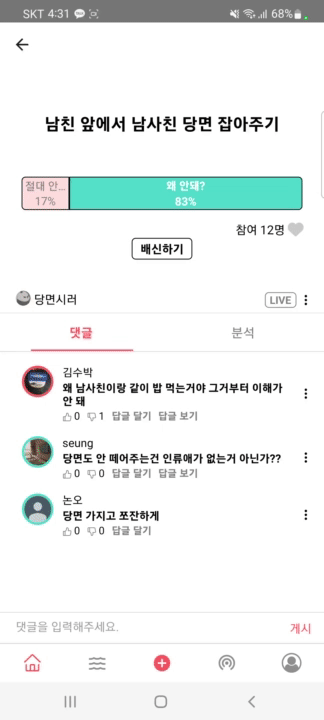 SKT 4:31
68%
남친 앞에서 남사친 당면 잡아주기
절대 안... 왜 안돼?
17% 83%
참여 12명
배신하기
당면시러 LIVE
댓글 분석
김수박
왜 남사친이랑 같이 밥 먹는거야 그거부터 이해가
안 돼
0 1 답글 달기 답글 보기
seung
당면도 안 떼어주는건 인류애가 없는거 아닌가??
0 0 답글 달기 답글 보기
논오
당면 가지고 쪼잔하게
0 0 답글 달기
댓글을 입력해주세요. 게시